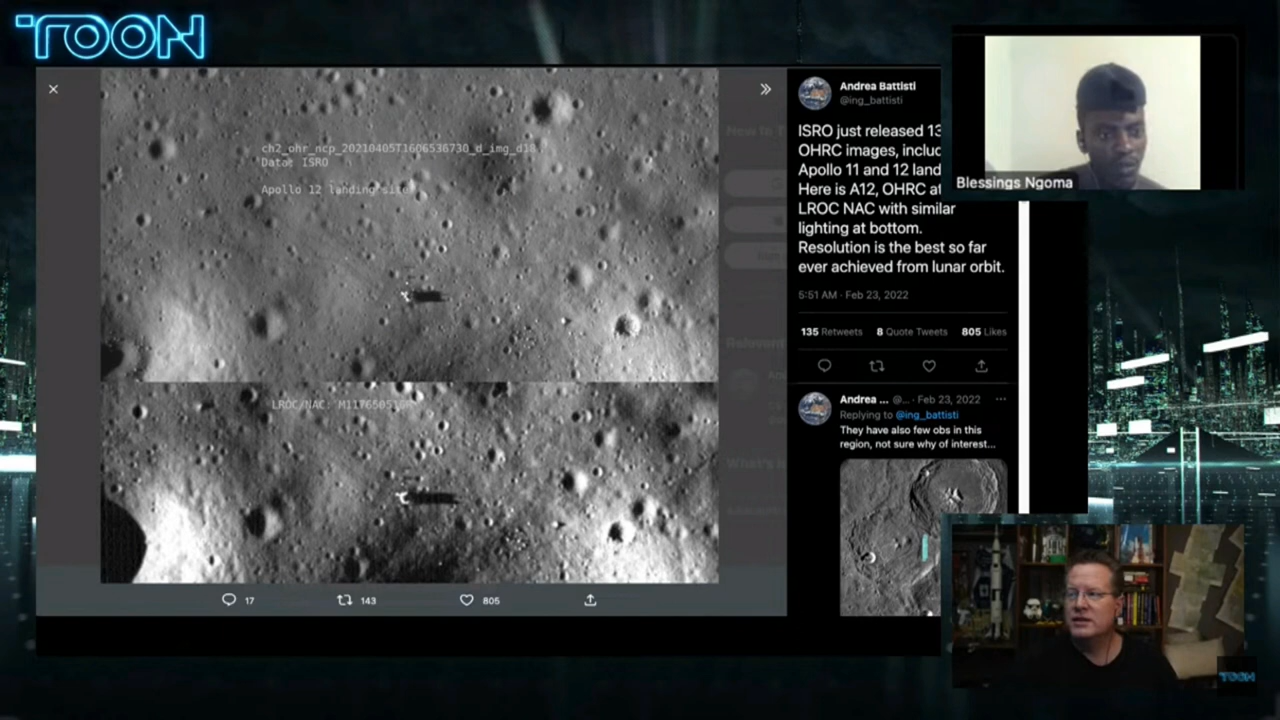 TOON
ch2_ohr_ncp_20210405T1606536730_d_img_d18
Data: ISRO
Apollo 12 landing site
LROC/NAC:
17
143
805
Andrea Battisti
@ing_battisti
ISRO just released 13
OHRC images, includ
Apollo 11 and 12 land
Here is A12, OHRC at
LROC NAC with similar
lighting at bottom.
Resolution is the best so far
ever achieved from lunar orbit.
5:51 AM · Feb 23, 2022
135 Retweets 8 Quote Tweets 805 Likes
Andrea ... @... · Feb 23, 2022
Replying to @ing_battisti
They have also few obs in this
region, not sure why of interest...
Blessings Ngoma
TOON